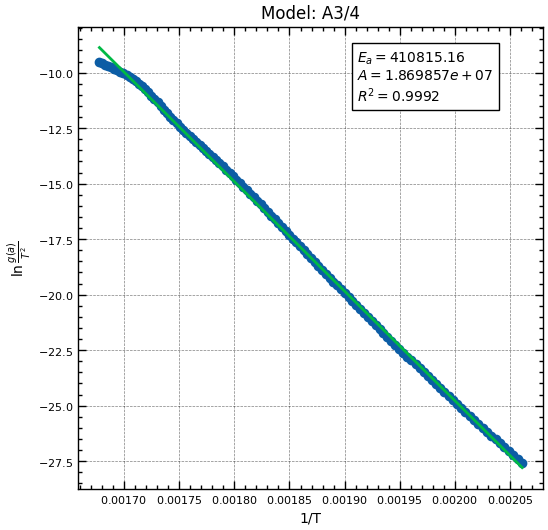 Model: A3/4
E_a = 410815.16
A = 1.869857e + 07
R² = 0.9992
−10.0
−12.5
−15.0
−17.5
−20.0
−22.5
−25.0
−27.5
ln g(a)/T²
0.00170 0.00175 0.00180 0.00185 0.00190 0.00195 0.00200 0.00205
1/T